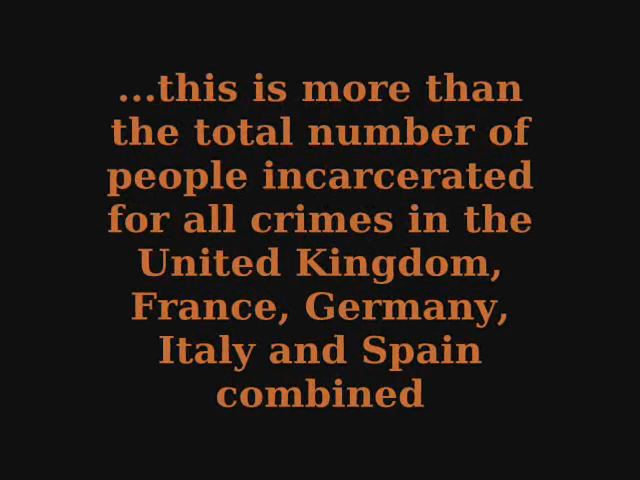 ...this is more than
the total number of
people incarcerated
for all crimes in the
United Kingdom,
France, Germany,
Italy and Spain
combined